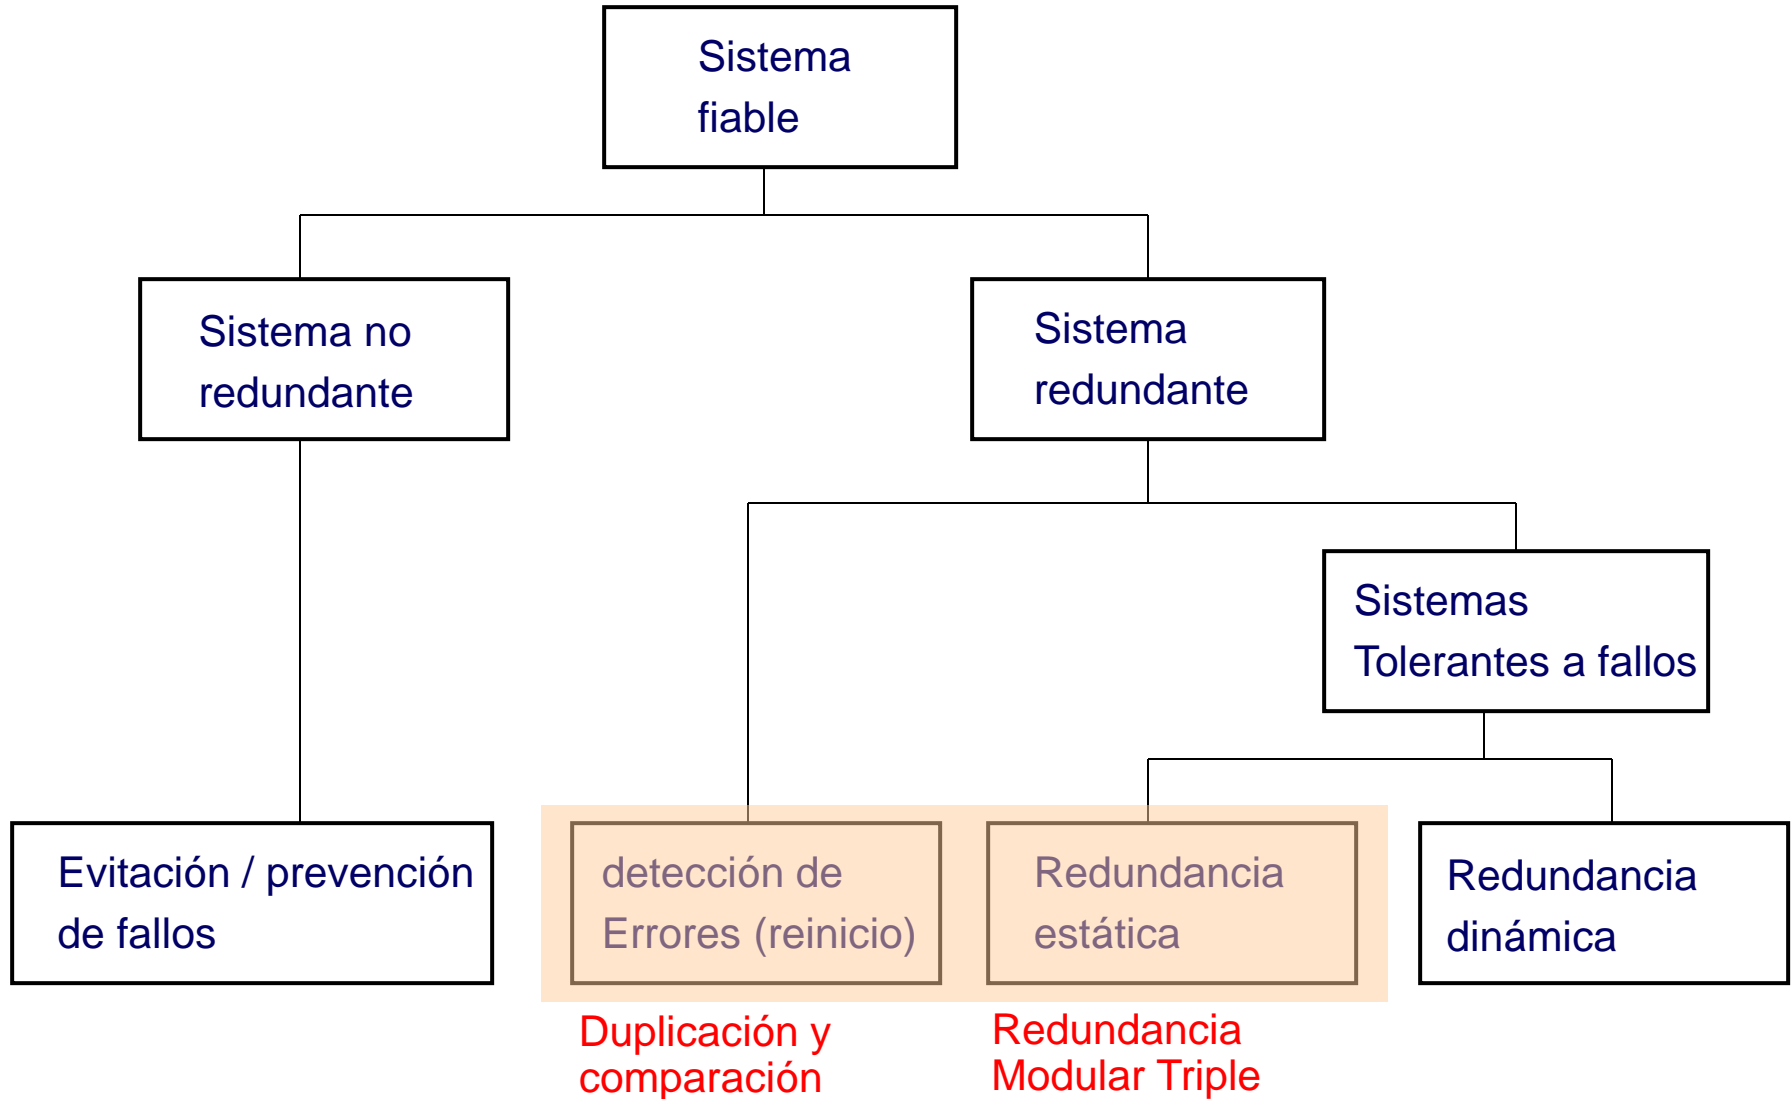 Sistema
fiable
Sistema no
redundante
Sistema
redundante
Sistemas
Tolerantes a fallos
Evitación / prevención
de fallos
detección de
Errores (reinicio)
Redundancia
estática
Redundancia
dinámica
Duplicación y
comparación
Redundancia
Modular Triple